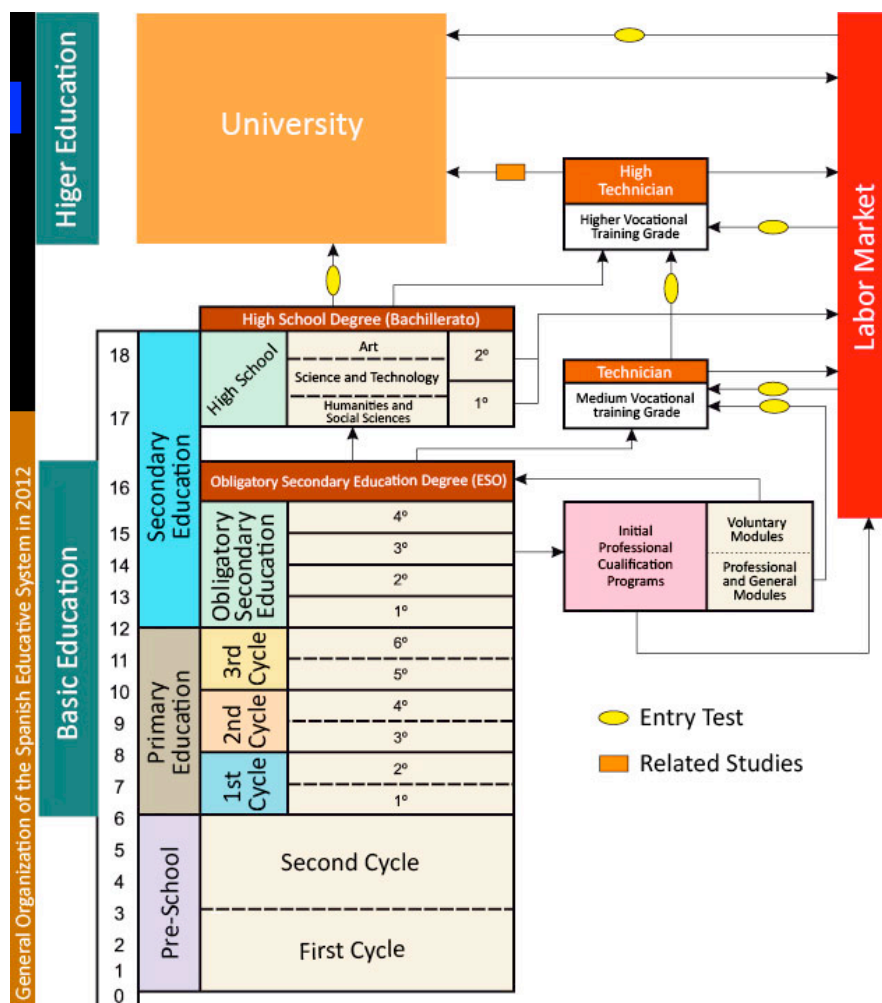 General Organization of the Spanish Educative System in 2012
Higer Education
Basic Education
University
High
Technician
Higher Vocational
Training Grade
Labor Market
High School Degree (Bachillerato)
High School
Art
Science and Technology
Humanities and
Social Sciences
2º
1º
Technician
Medium Vocational
training Grade
Secondary
Education
Obligatory Secondary Education Degree (ESO)
Obligatory
Secondary
Education
4º
3º
2º
1º
Initial
Professional
Cualification
Programs
Voluntary
Modules
Professional
and General
Modules
Primary
Education
3rd
Cycle
6º
5º
2nd
Cycle
4º
3º
1st
Cycle
2º
1º
Entry Test
Related Studies
Pre-School
Second Cycle
First Cycle
18
17
16
15
14
13
12
11
10
9
8
7
6
5
4
3
2
1
0